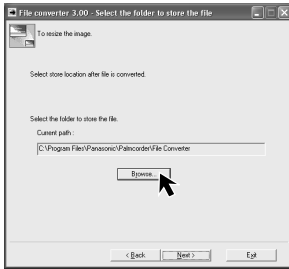 File converter 3.00 - Select the folder to store the file
To resize the image.
Select store location after file is converted.
Select the folder to store the file.
Current path :
C:\Program Files\Panasonic\Palmcorder\File Converter
Browse...
< Back
Next >
Exit